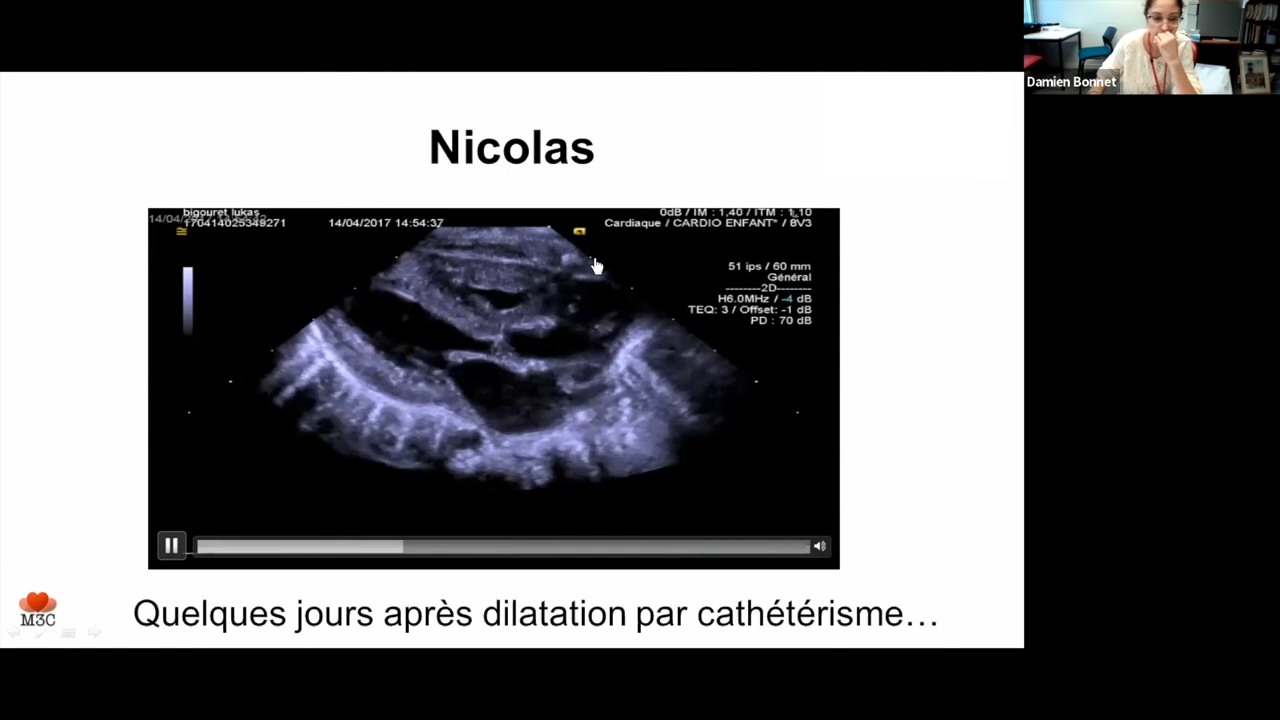 Damien Bonnet
Nicolas
bigouret lukas
0dB / IM : 1,40 / ITM : 1,10
170414025349271
14/04/2017 14:54:37
Cardiaque / CARDIO ENFANT* / 8V3
51 ips / 60 mm
Général
--------2D-------
H6.0MHz / -4 dB
TEQ: 3 / Offset: -1 dB
PD : 70 dB
M3C
Quelques jours après dilatation par cathétérisme…